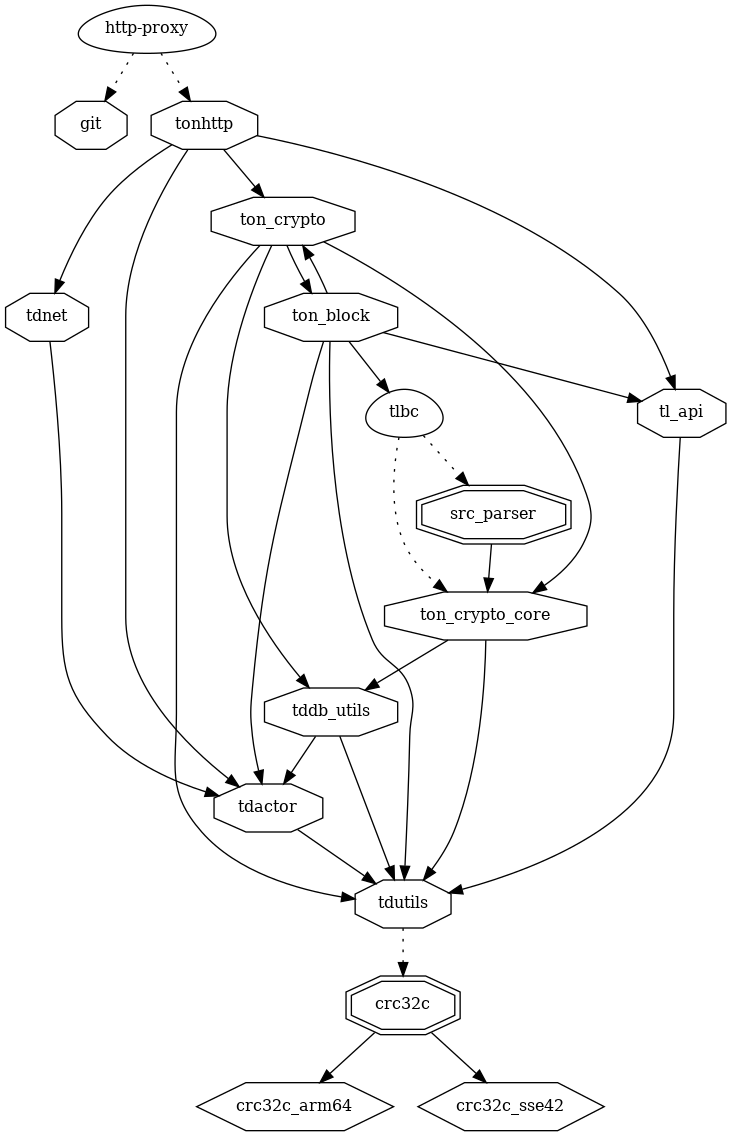 http-proxy
git
tonhttp
ton_crypto
tdnet
ton_block
tlbc
tl_api
src_parser
ton_crypto_core
tddb_utils
tdactor
tdutils
crc32c
crc32c_arm64
crc32c_sse42